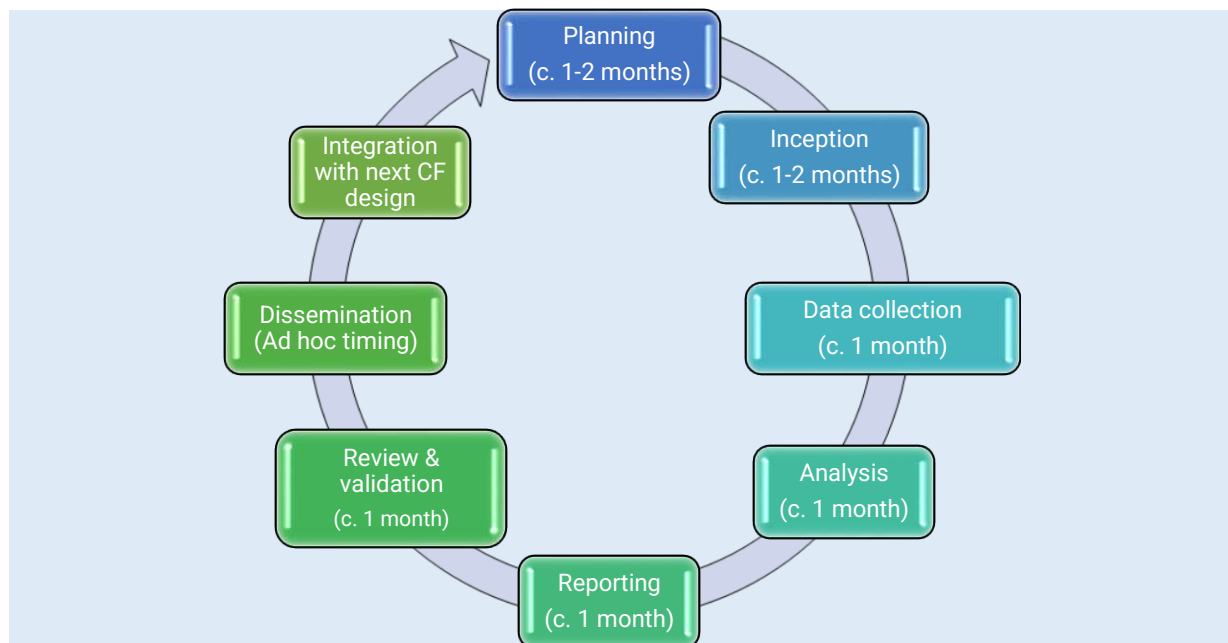 Planning
(c. 1-2 months)
Inception
(c. 1-2 months)
Data collection
(c. 1 month)
Analysis
(c. 1 month)
Reporting
(c. 1 month)
Review &
validation
(c. 1 month)
Dissemination
(Ad hoc timing)
Integration
with next CF
design